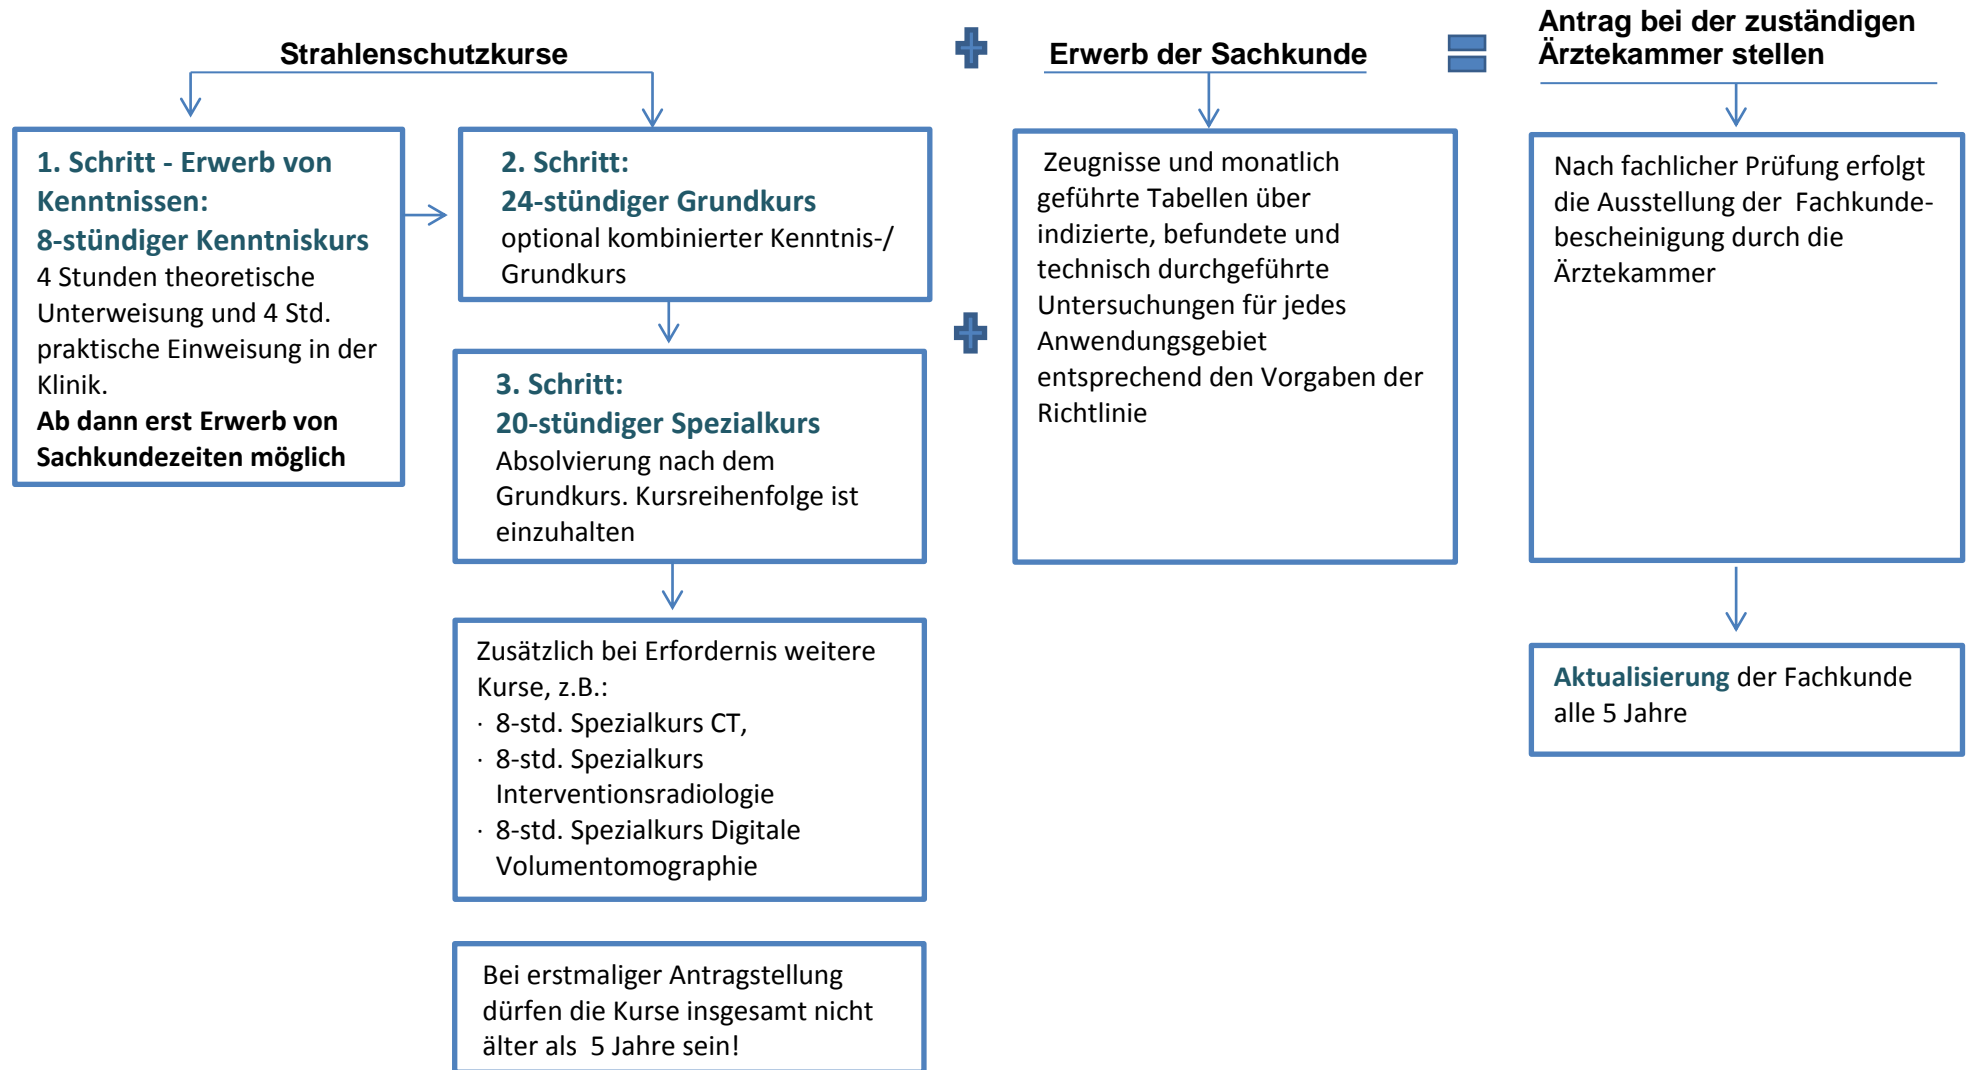 Strahlenschutzkurse
Erwerb der Sachkunde
Antrag bei der zuständigen
Ärztekammer stellen
1. Schritt - Erwerb von
Kenntnissen:
8-stündiger Kenntniskurs
4 Stunden theoretische
Unterweisung und 4 Std.
praktische Einweisung in der
Klinik.
Ab dann erst Erwerb von
Sachkundezeiten möglich
2. Schritt:
24-stündiger Grundkurs
optional kombinierter Kenntnis-/
Grundkurs
3. Schritt:
20-stündiger Spezialkurs
Absolvierung nach dem
Grundkurs. Kursreihenfolge ist
einzuhalten
Zusätzlich bei Erfordernis weitere
Kurse, z.B.:
· 8-std. Spezialkurs CT,
· 8-std. Spezialkurs
Interventionsradiologie
· 8-std. Spezialkurs Digitale
Volumentomographie
Bei erstmaliger Antragstellung
dürfen die Kurse insgesamt nicht
älter als 5 Jahre sein!
Zeugnisse und monatlich
geführte Tabellen über
indizierte, befundete und
technisch durchgeführte
Untersuchungen für jedes
Anwendungsgebiet
entsprechend den Vorgaben der
Richtlinie
Nach fachlicher Prüfung erfolgt
die Ausstellung der Fachkunde-
bescheinigung durch die
Ärztekammer
Aktualisierung der Fachkunde
alle 5 Jahre